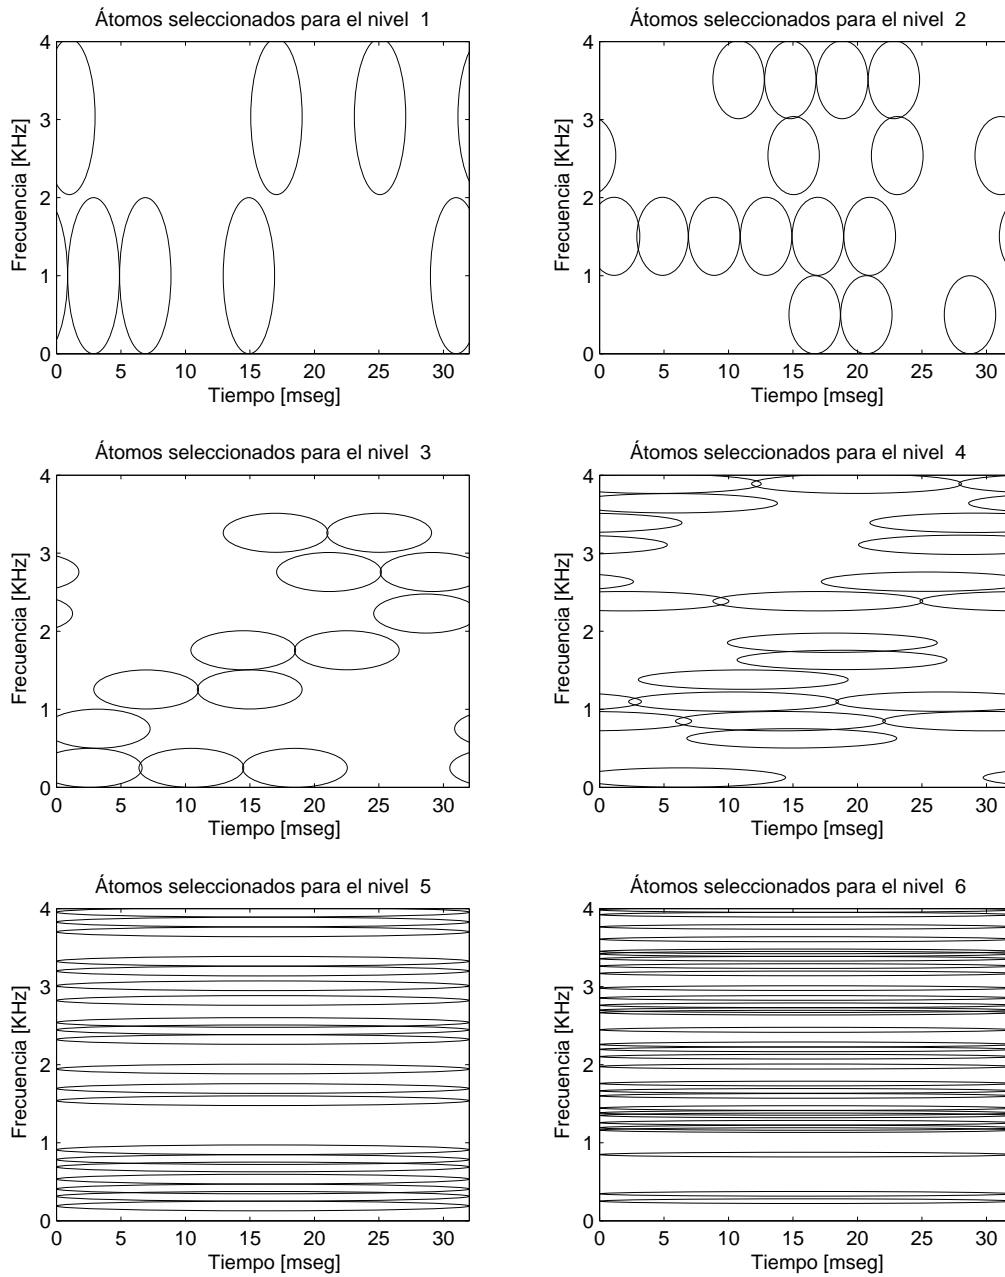 Átomos seleccionados para el nivel 1
4
3
2
1
0
Frecuencia [KHz]
0 5 10 15 20 25 30
Tiempo [mseg]
Átomos seleccionados para el nivel 2
4
3
2
1
0
Frecuencia [KHz]
0 5 10 15 20 25 30
Tiempo [mseg]
Átomos seleccionados para el nivel 3
4
3
2
1
0
Frecuencia [KHz]
0 5 10 15 20 25 30
Tiempo [mseg]
Átomos seleccionados para el nivel 4
4
3
2
1
0
Frecuencia [KHz]
0 5 10 15 20 25 30
Tiempo [mseg]
Átomos seleccionados para el nivel 5
4
3
2
1
0
Frecuencia [KHz]
0 5 10 15 20 25 30
Tiempo [mseg]
Átomos seleccionados para el nivel 6
4
3
2
1
0
Frecuencia [KHz]
0 5 10 15 20 25 30
Tiempo [mseg]